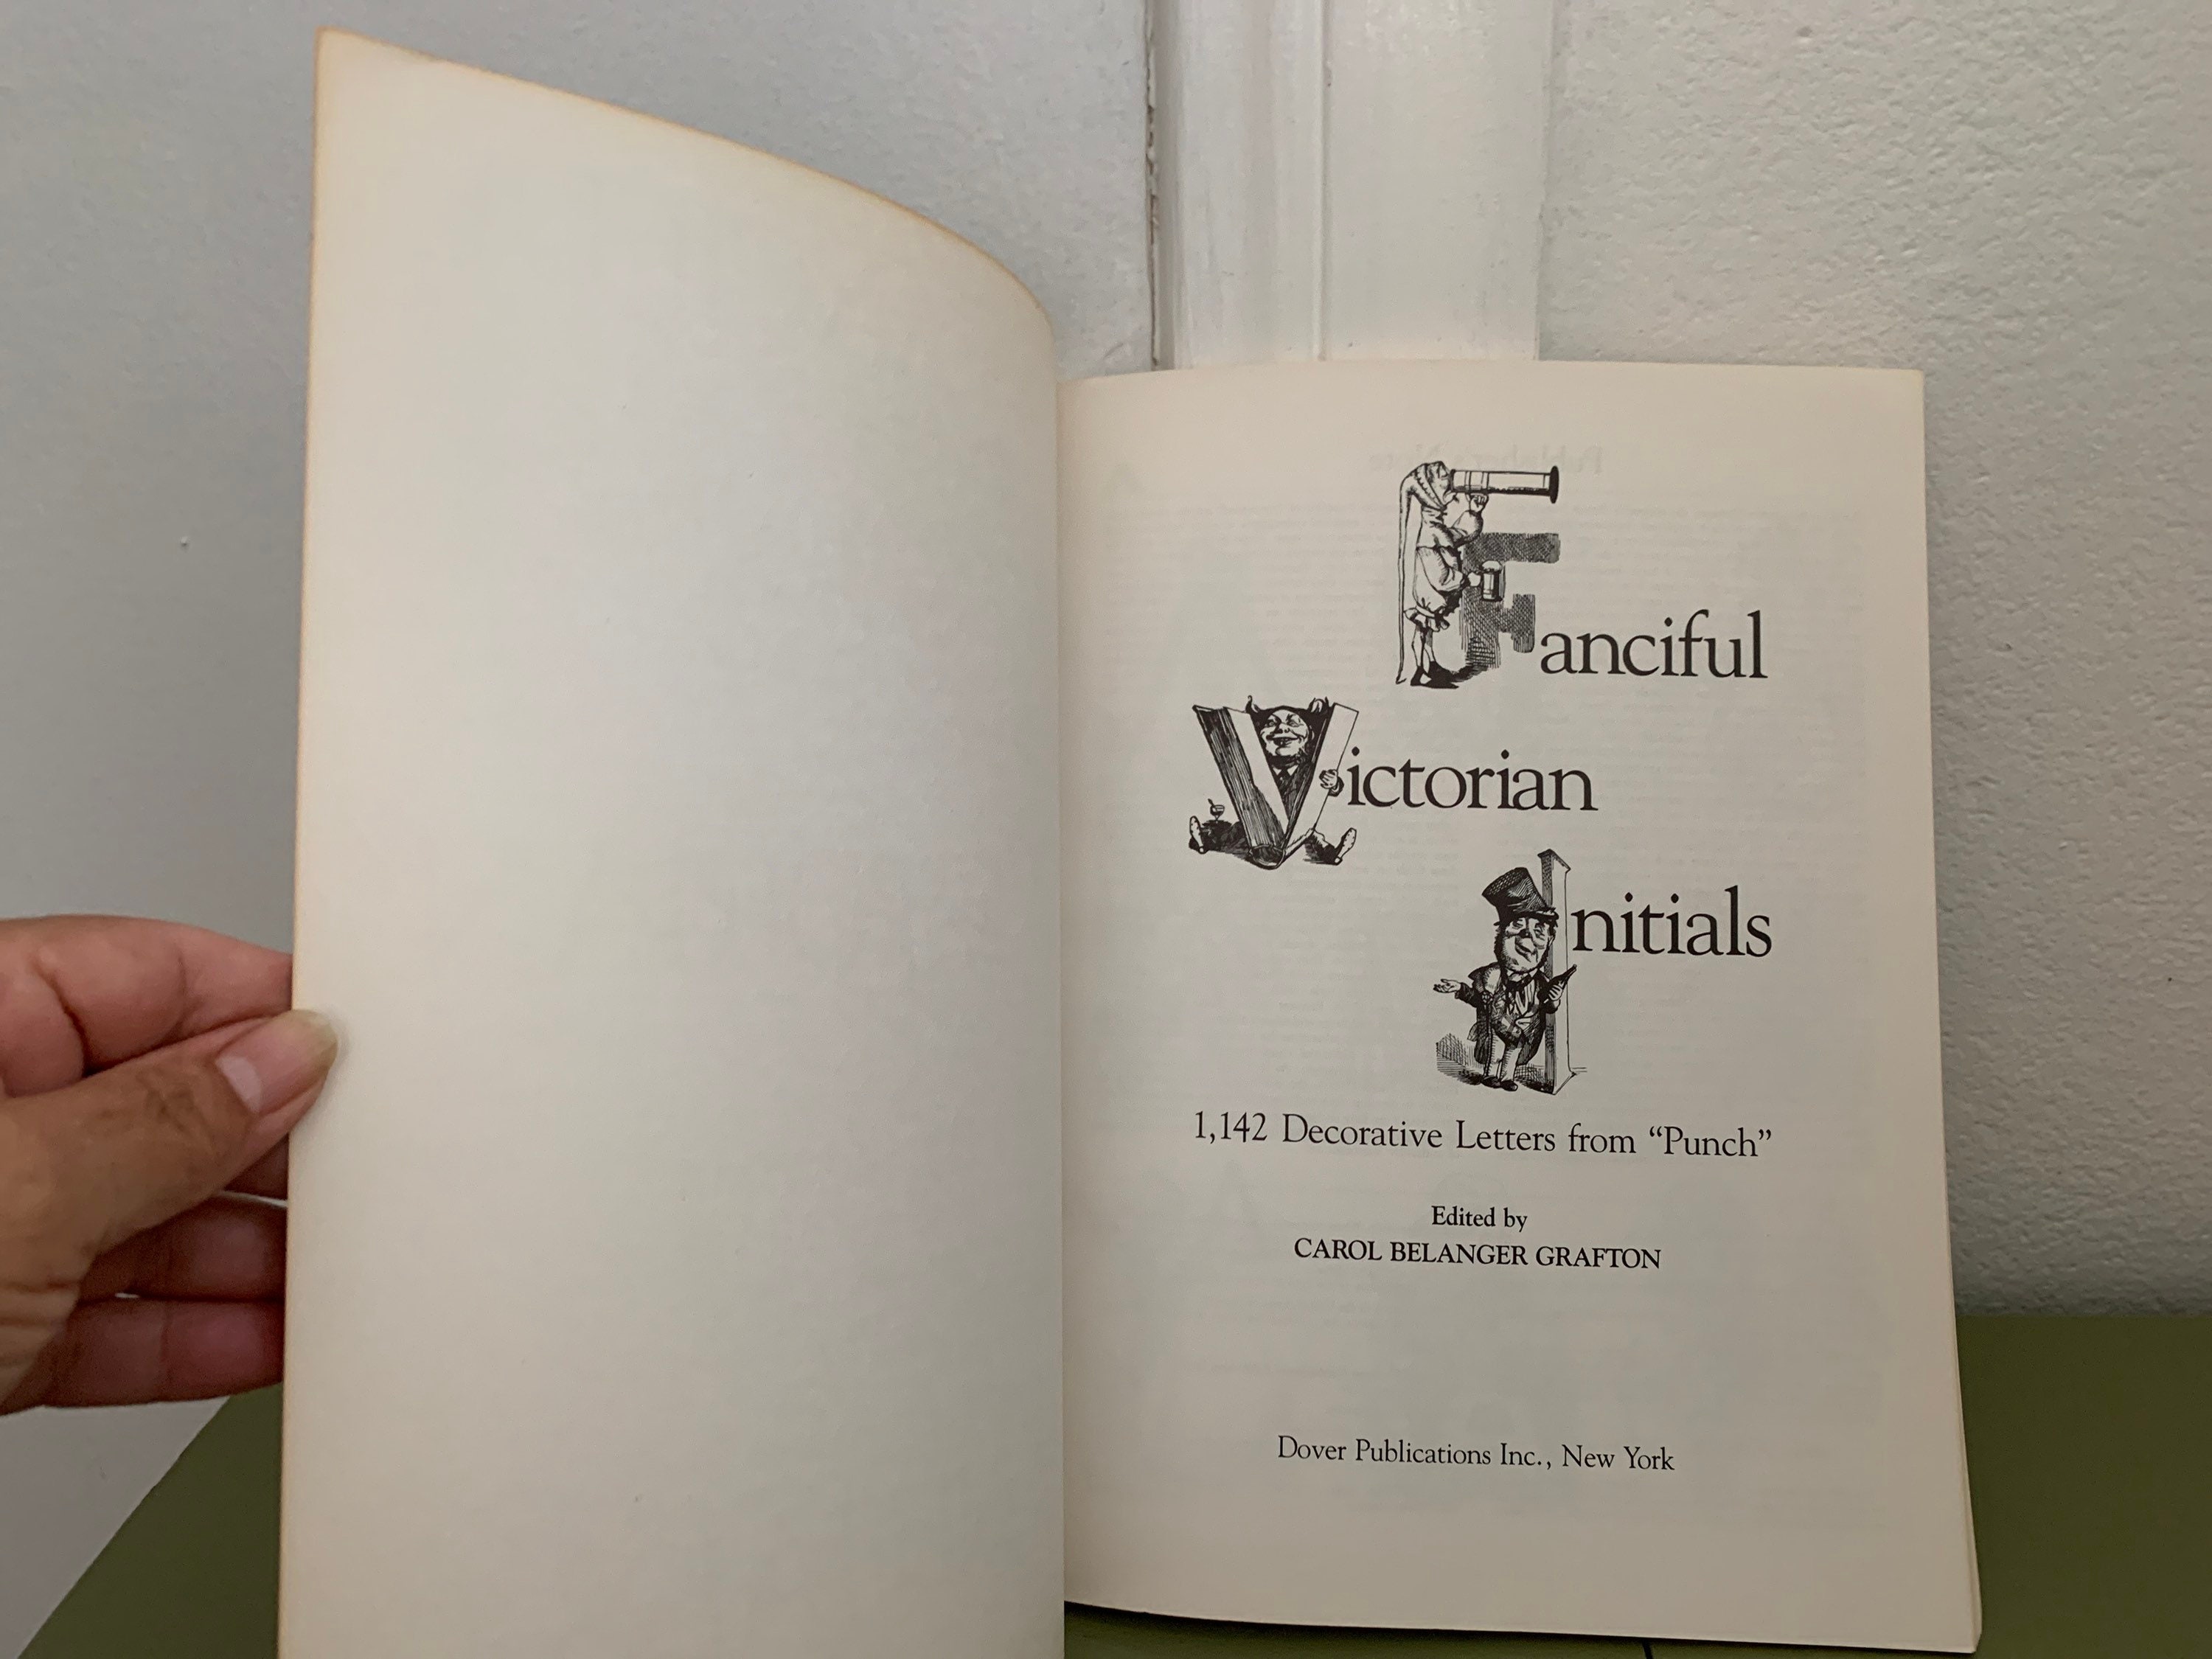 Fanciful
Victorian
Initials
1,142 Decorative Letters from “Punch”
Edited by
CAROL BELANGER GRAFTON
Dover Publications Inc., New York